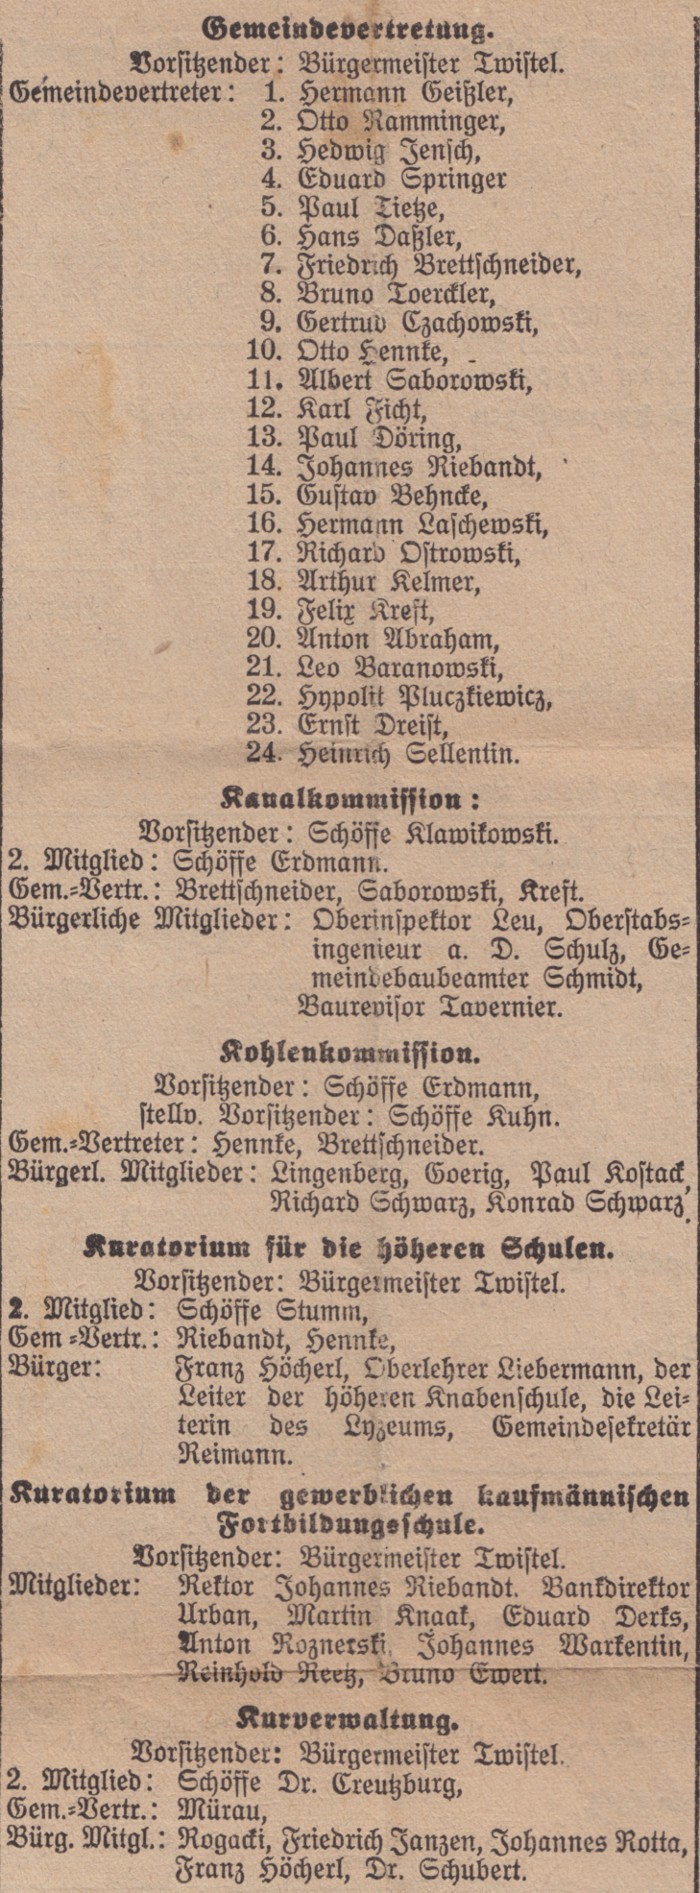 Gemeindevertretung.
Vorsitzender: Bürgermeister Twistel.
Gemeindevertreter: 1. Hermann Geißler,
2. Otto Ramminger,
3. Hedwig Jensch,
4. Eduard Springer
5. Paul Tietze,
6. Hans Daßler,
7. Friedrich Brettschneider,
8. Bruno Toerckler,
9. Gertrud Czachowski,
10. Otto Hennke,
11. Albert Saborowski,
12. Karl Ficht,
13. Paul Döring,
14. Johannes Riebandt,
15. Gustav Behncke,
16. Hermann Laschewski,
17. Richard Ostrowski,
18. Arthur Kelmer,
19. Felix Kreft,
20. Anton Abraham,
21. Leo Baranowski,
22. Hypolit Pluczkiewicz,
23. Ernst Dreist,
24. Heinrich Sellentin.
Kanalkommission:
Vorsitzender: Schöffe Klawikowski.
2. Mitglied: Schöffe Erdmann.
Gem.-Vertr.: Brettschneider, Saborowski, Kreft.
Bürgerliche Mitglieder: Oberinspektor Leu, Oberstabs-
ingenieur a. D. Schulz, Ge-
meindebaubeamter Schmidt,
Baurevisor Tavernier.
Kohlenkommission.
Vorsitzender: Schöffe Erdmann,
stellv. Vorsitzender: Schöffe Kuhn.
Gem.-Vertreter: Hennke, Brettschneider.
Bürgerl. Mitglieder: Lingenberg, Goerig, Paul Kostack,
Richard Schwarz, Konrad Schwarz.
Kuratorium für die höheren Schulen.
Vorsitzender: Bürgermeister Twistel.
2. Mitglied: Schöffe Stumm,
Gem-Vertr.: Riebandt, Hennke,
Bürger: Franz Höcherl, Oberlehrer Liebermann, der
Leiter der höheren Knabenschule, die Lei-
terin des Lyzeums, Gemeindesekretär
Reimann.
Kuratorium der gewerblichen kaufmännischen
Fortbildungsschule.
Vorsitzender: Bürgermeister Twistel.
Mitglieder: Rektor Johannes Riebandt. Bankdirektor
Urban, Martin Knaak, Eduard Derks,
Anton Roznerski, Johannes Warkentin,
Reinhold Reetz, Bruno Ewert.
Kurverwaltung.
Vorsitzender: Bürgermeister Twistel.
2. Mitglied: Schöffe Dr. Creutzburg,
Gem.-Vertr.: Mürau,
Bürg. Mitgl.: Rogacki, Friedrich Janzen, Johannes Rotta,
Franz Höcherl, Dr. Schubert.